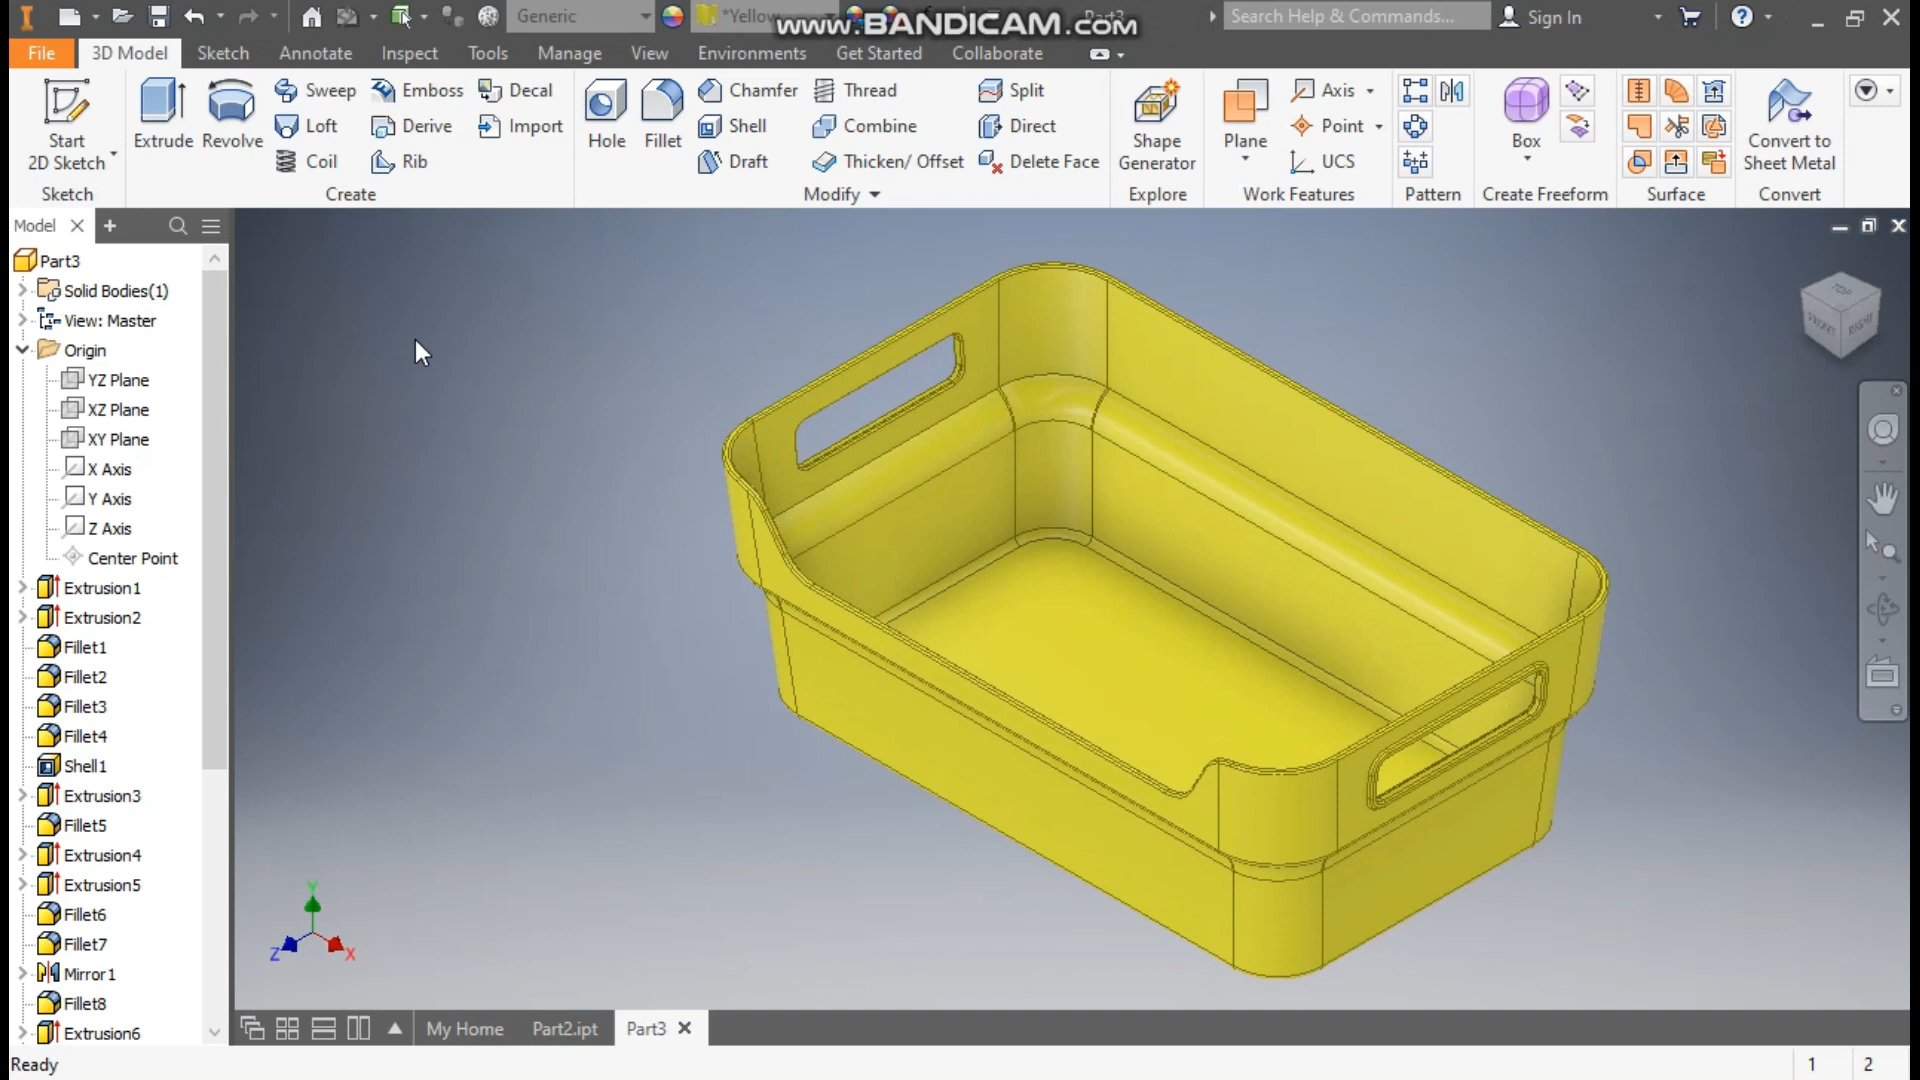 Generic
*Yellow
www.BANDICAM.com
Part3
Search Help & Commands...
Sign In
File
3D Model
Sketch
Annotate
Inspect
Tools
Manage
View
Environments
Get Started
Collaborate
Start
2D Sketch
Sketch
Extrude
Revolve
Sweep
Loft
Coil
Emboss
Derive
Rib
Decal
Import
Create
Hole
Fillet
Chamfer
Shell
Draft
Thread
Combine
Thicken/ Offset
Split
Direct
Delete Face
Modify
Shape
Generator
Explore
Plane
Axis
Point
UCS
Work Features
Pattern
Box
Create Freeform
Surface
Convert to
Sheet Metal
Convert
Model
Part3
Solid Bodies(1)
View: Master
Origin
YZ Plane
XZ Plane
XY Plane
X Axis
Y Axis
Z Axis
Center Point
Extrusion1
Extrusion2
Fillet1
Fillet2
Fillet3
Fillet4
Shell1
Extrusion3
Fillet5
Extrusion4
Extrusion5
Fillet6
Fillet7
Mirror1
Fillet8
Extrusion6
TOP
FRONT
RIGHT
Y
Z
X
My Home
Part2.ipt
Part3
Ready
1
2